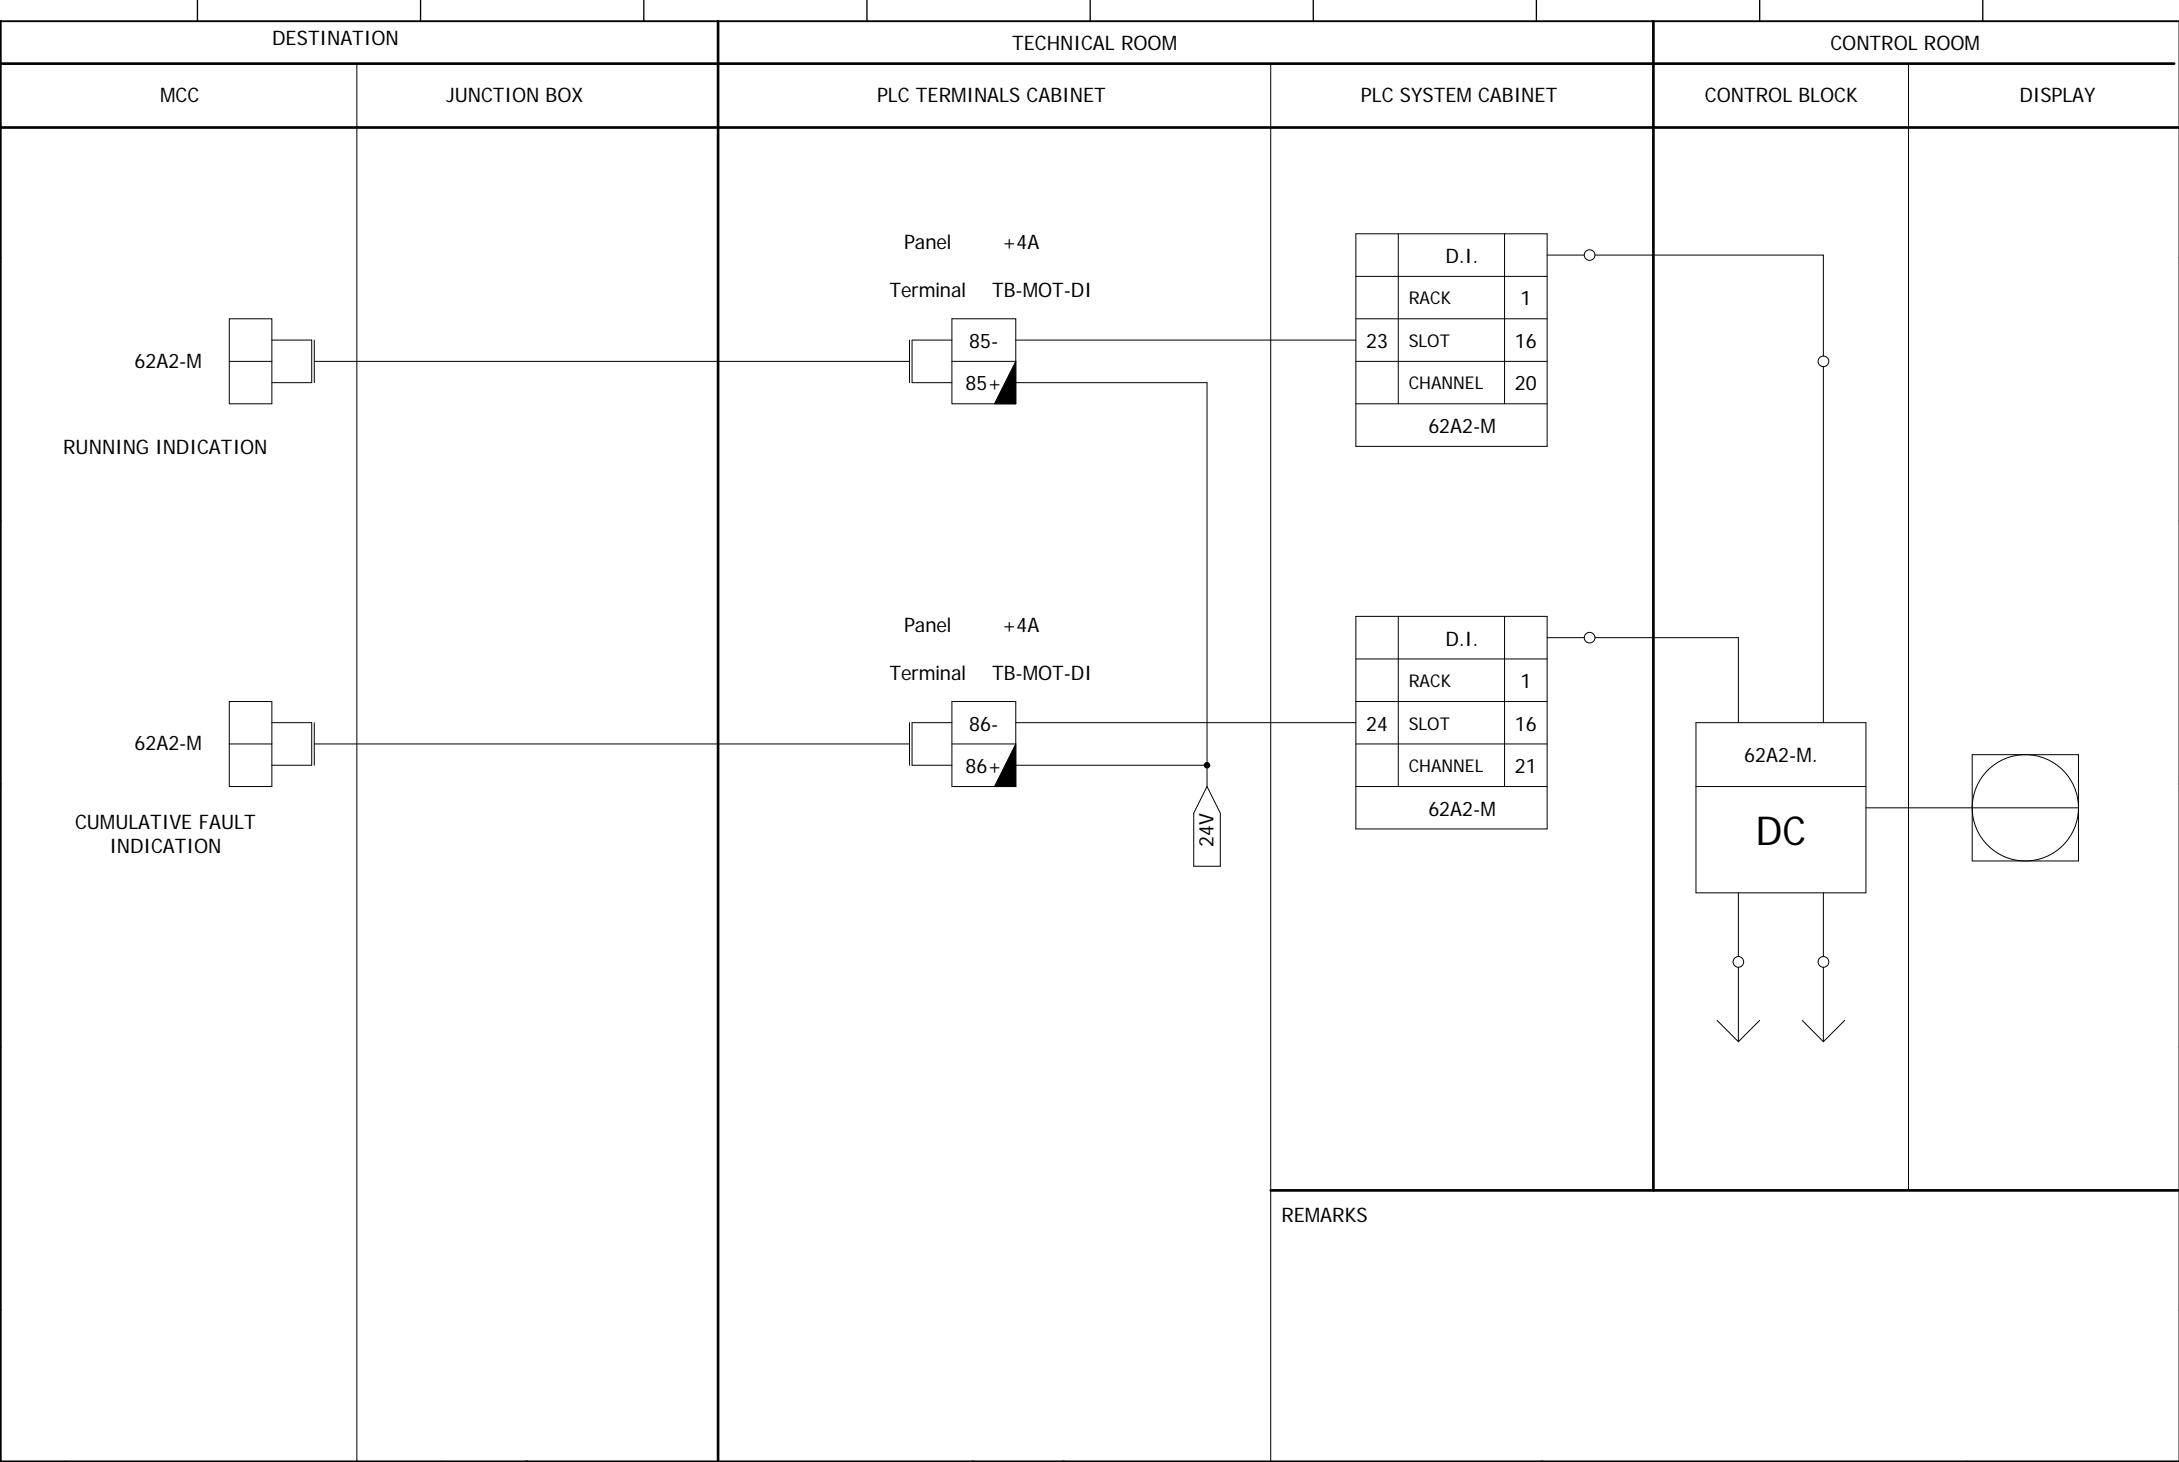 DESTINATION
TECHNICAL ROOM
CONTROL ROOM
MCC
JUNCTION BOX
PLC TERMINALS CABINET
PLC SYSTEM CABINET
CONTROL BLOCK
DISPLAY
62A2-M
RUNNING INDICATION
Panel +4A
Terminal TB-MOT-DI
85-
85+
D.I.
RACK 1
23 SLOT 16
CHANNEL 20
62A2-M
62A2-M
CUMULATIVE FAULT
INDICATION
Panel +4A
Terminal TB-MOT-DI
86-
86+
24V
D.I.
RACK 1
24 SLOT 16
CHANNEL 21
62A2-M
62A2-M.
DC
REMARKS